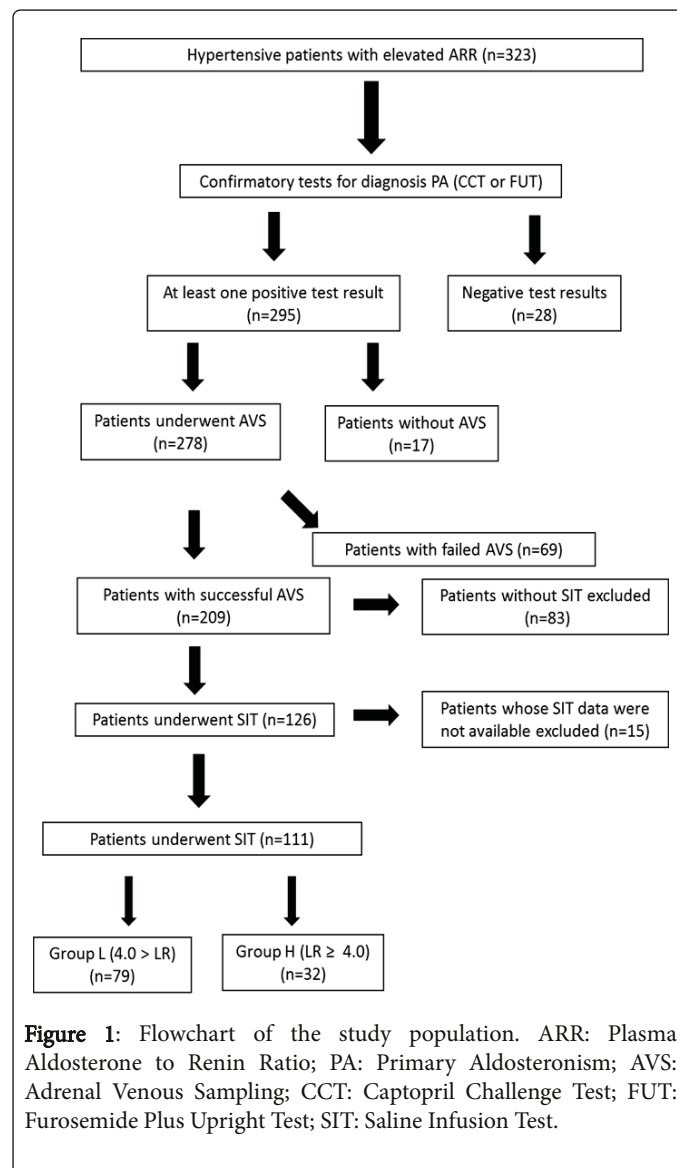 Hypertensive patients with elevated ARR (n=323)
Confirmatory tests for diagnosis PA (CCT or FUT)
At least one positive test result
(n=295)
Negative test results
(n=28)
Patients underwent AVS
(n=278)
Patients without AVS
(n=17)
Patients with failed AVS (n=69)
Patients with successful AVS
(n=209)
Patients without SIT excluded
(n=83)
Patients underwent SIT (n=126)
Patients whose SIT data were
not available excluded (n=15)
Patients underwent SIT (n=111)
Group L (4.0 > LR)
(n=79)
Group H (LR ≥ 4.0)
(n=32)
Figure 1: Flowchart of the study population. ARR: Plasma
Aldosterone to Renin Ratio; PA: Primary Aldosteronism; AVS:
Adrenal Venous Sampling; CCT: Captopril Challenge Test; FUT:
Furosemide Plus Upright Test; SIT: Saline Infusion Test.